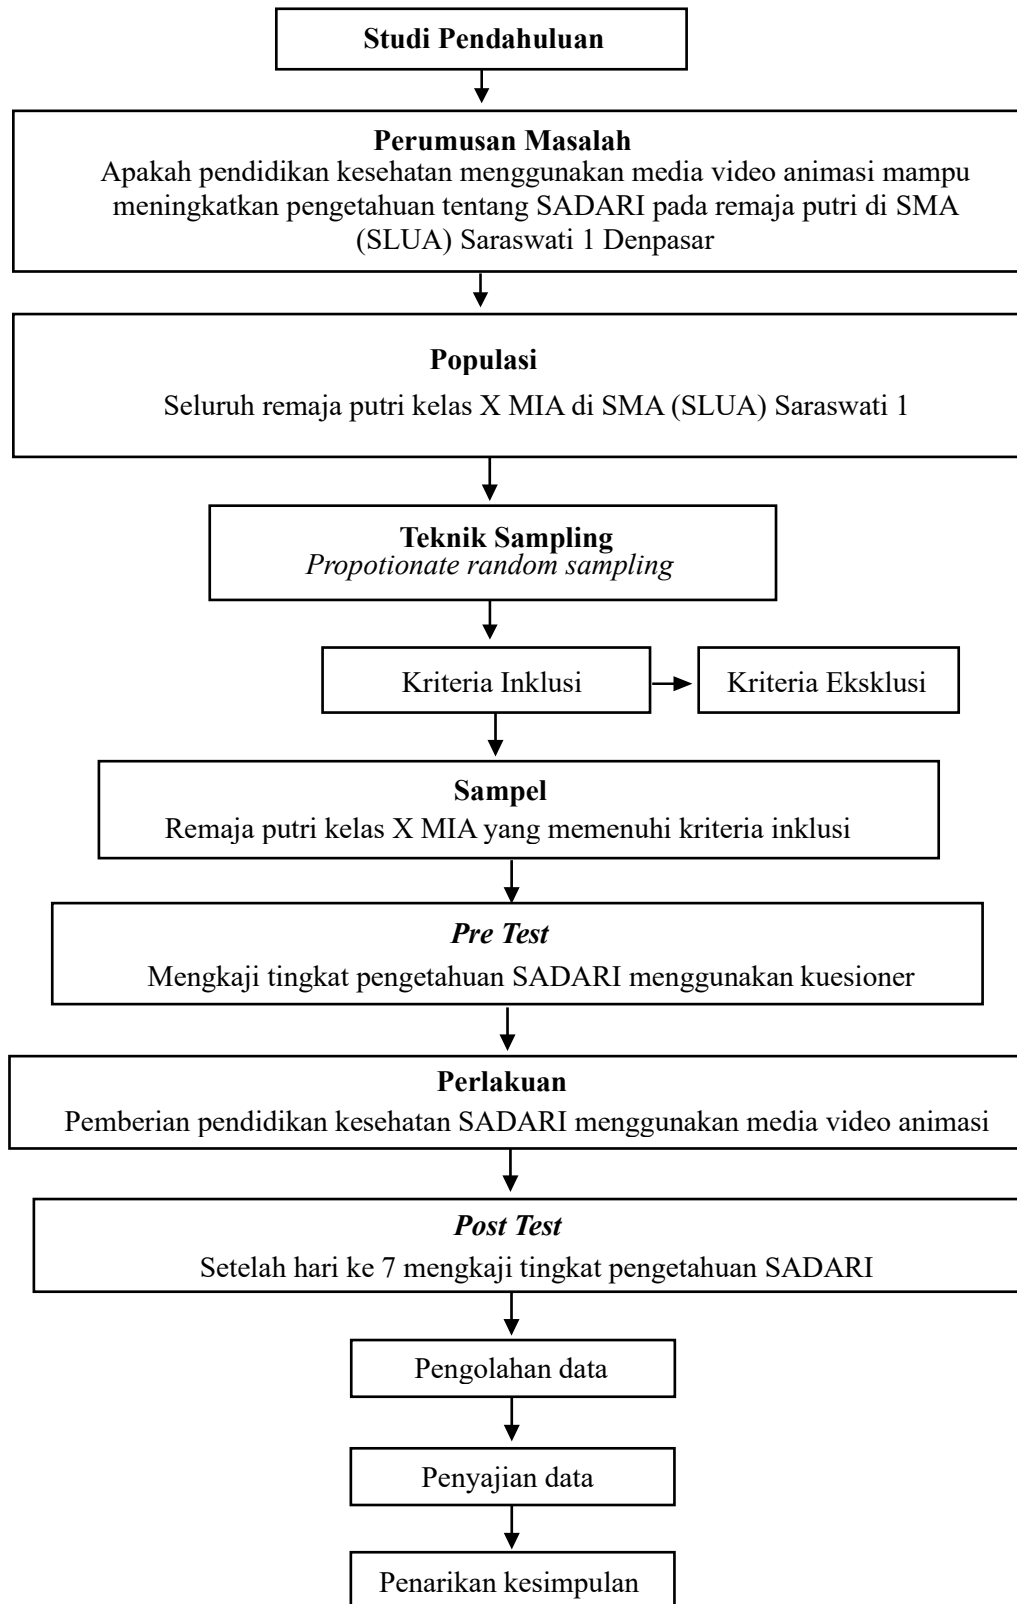 Studi Pendahuluan
Perumusan Masalah
Apakah pendidikan kesehatan menggunakan media video animasi mampu
meningkatkan pengetahuan tentang SADARI pada remaja putri di SMA
(SLUA) Saraswati 1 Denpasar
Populasi
Seluruh remaja putri kelas X MIA di SMA (SLUA) Saraswati 1
Teknik Sampling
Propotionate random sampling
Kriteria Inklusi
Kriteria Eksklusi
Sampel
Remaja putri kelas X MIA yang memenuhi kriteria inklusi
Pre Test
Mengkaji tingkat pengetahuan SADARI menggunakan kuesioner
Perlakuan
Pemberian pendidikan kesehatan SADARI menggunakan media video animasi
Post Test
Setelah hari ke 7 mengkaji tingkat pengetahuan SADARI
Pengolahan data
Penyajian data
Penarikan kesimpulan